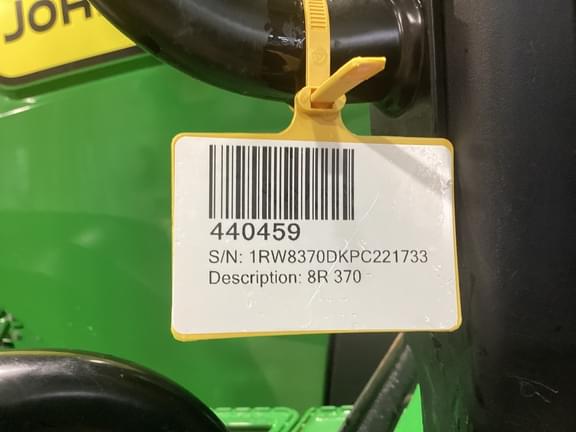 JOH
440459
S/N: 1RW8370DKPC221733
Description: 8R 370